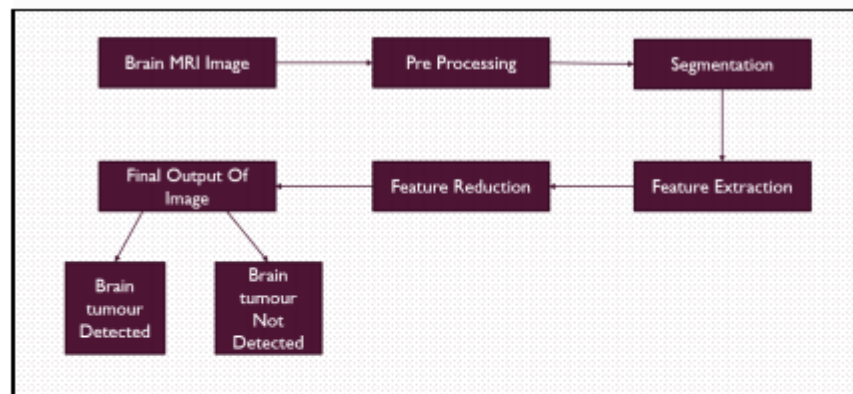 Brain MRI Image
Pre Processing
Segmentation
Feature Extraction
Feature Reduction
Final Output Of
Image
Brain
tumour
Detected
Brain
tumour
Not
Detected